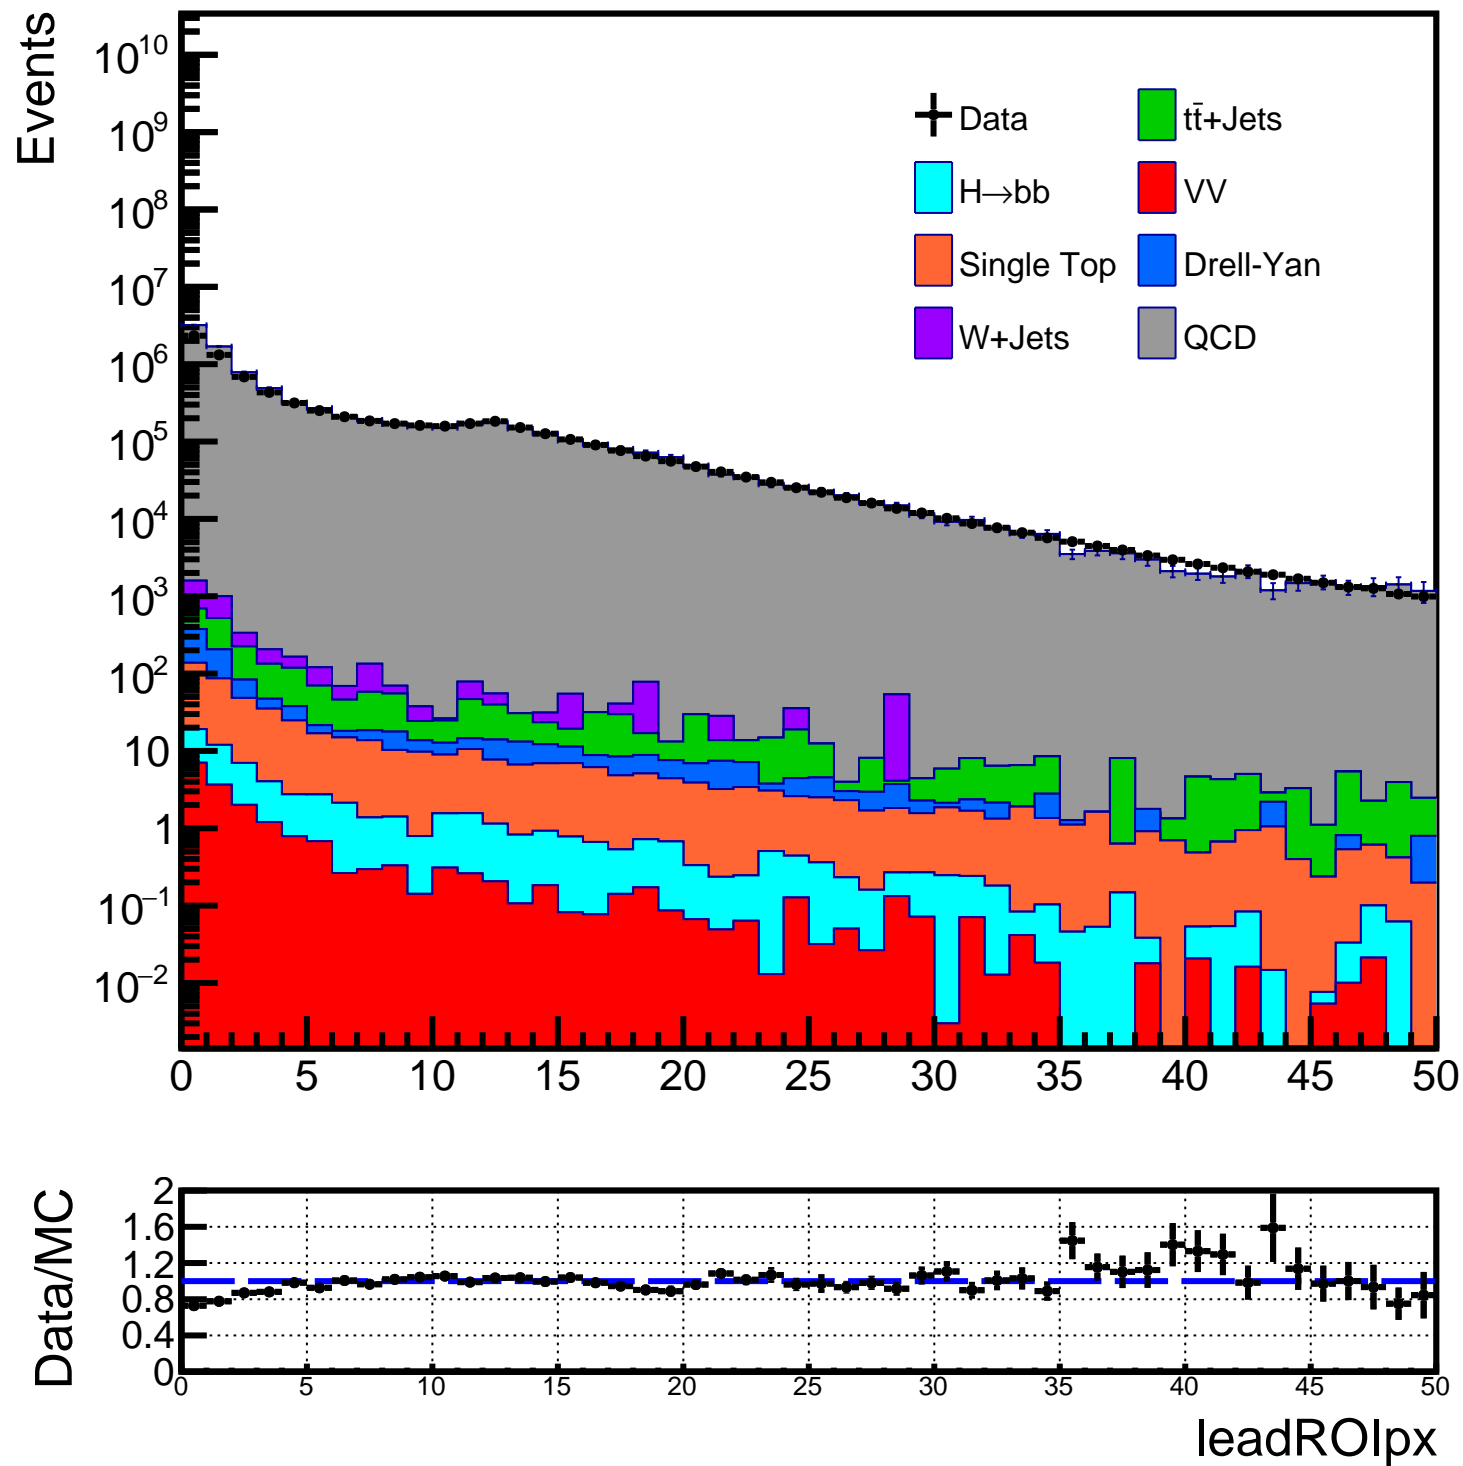 Events
10^10
10^9
10^8
10^7
10^6
10^5
10^4
10^3
10^2
10
1
10^−1
10^−2
Data
tt̄+Jets
H→bb
VV
Single Top
Drell-Yan
W+Jets
QCD
0 5 10 15 20 25 30 35 40 45 50
Data/MC
2
1.6
1.2
0.8
0.4
0
0 5 10 15 20 25 30 35 40 45 50
leadROIpx